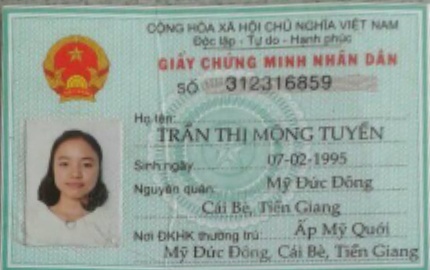 CỘNG HÒA XÃ HỘI CHỦ NGHĨA VIỆT NAM
Độc lập - Tự do - Hạnh phúc
GIẤY CHỨNG MINH NHÂN DÂN
SỐ 312316859
Họ tên:
TRẦN THỊ MỘNG TUYỀN
Sinh ngày 07-02-1995
Nguyên quán: Mỹ Đức Đông
Cái Bè, Tiền Giang
Nơi ĐKHK thường trú: Ấp Mỹ Quới
Mỹ Đức Đông, Cái Bè, Tiền Giang